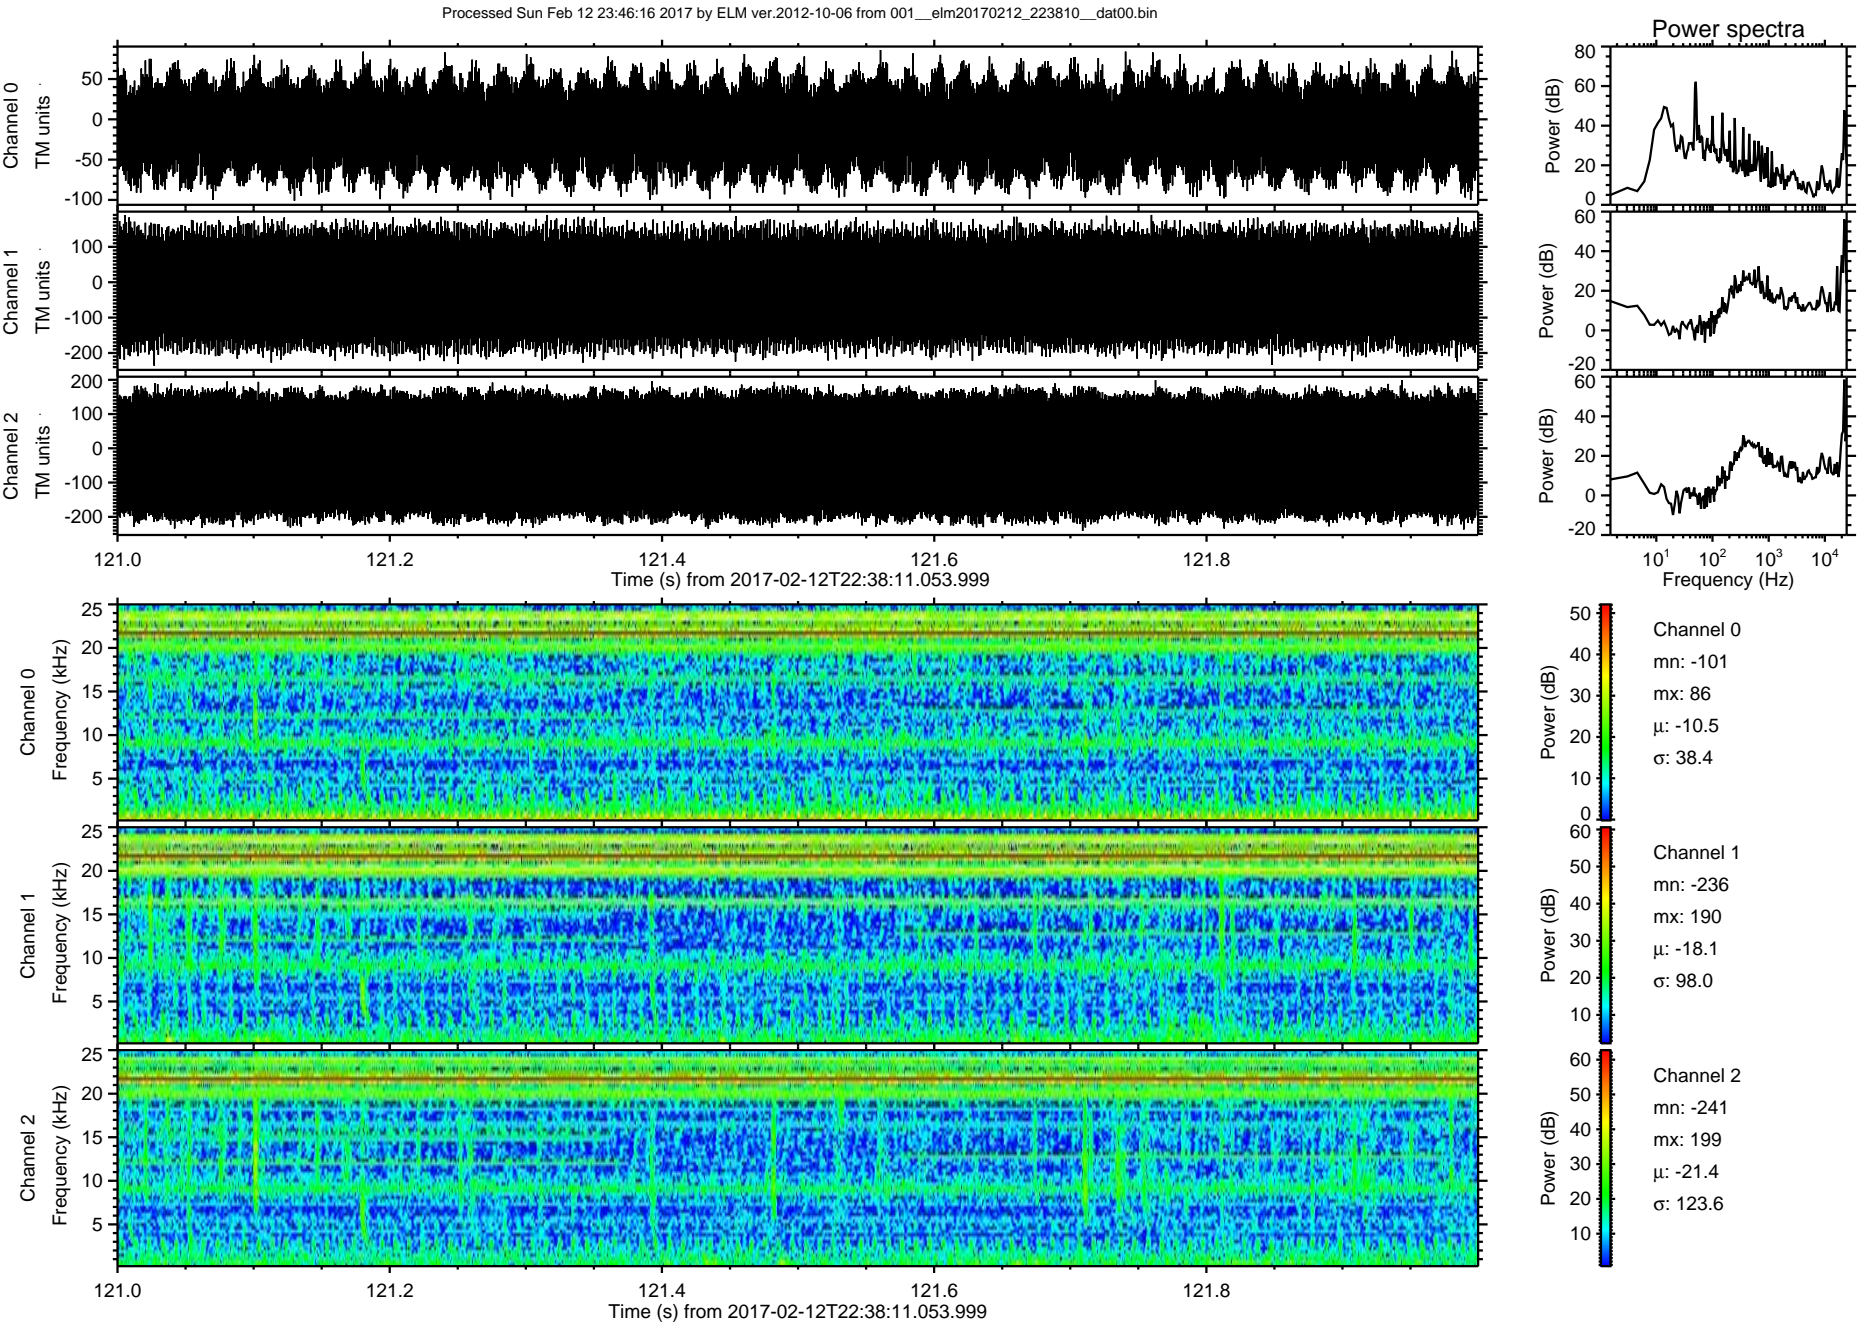 Processed Sun Feb 12 23:46:16 2017 by ELM ver.2012-10-06 from 001__elm20170212_223810__dat00.bin
Power spectra
Channel 0
TM units
50
0
-50
-100
Power (dB)
80
60
40
20
0
Channel 1
TM units
100
0
-100
-200
Power (dB)
60
40
20
0
-20
Channel 2
TM units
200
100
0
-100
-200
Power (dB)
60
40
20
0
-20
121.0 121.2 121.4 121.6 121.8
Time (s) from 2017-02-12T22:38:11.053.999
10^1 10^2 10^3 10^4
Frequency (Hz)
Channel 0
Frequency (kHz)
25
20
15
10
5
Power (dB)
50
40
30
20
10
0
Channel 0
mn: -101
mx: 86
μ: -10.5
σ: 38.4
Channel 1
Frequency (kHz)
25
20
15
10
5
Power (dB)
60
50
40
30
20
10
Channel 1
mn: -236
mx: 190
μ: -18.1
σ: 98.0
Channel 2
Frequency (kHz)
25
20
15
10
5
Power (dB)
60
50
40
30
20
10
Channel 2
mn: -241
mx: 199
μ: -21.4
σ: 123.6
121.0 121.2 121.4 121.6 121.8
Time (s) from 2017-02-12T22:38:11.053.999